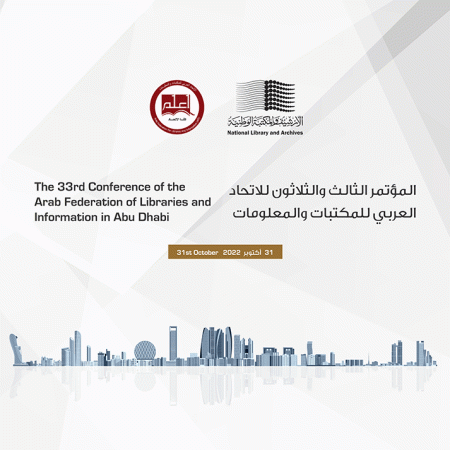 اعلم
الأرشيف والمكتبة الوطنية
National Library and Archives
The 33rd Conference of the
Arab Federation of Libraries and
Information in Abu Dhabi
المؤتمر الثالث والثلاثون للاتحاد
العربي للمكتبات والمعلومات
31st October 2022 31 أكتوبر